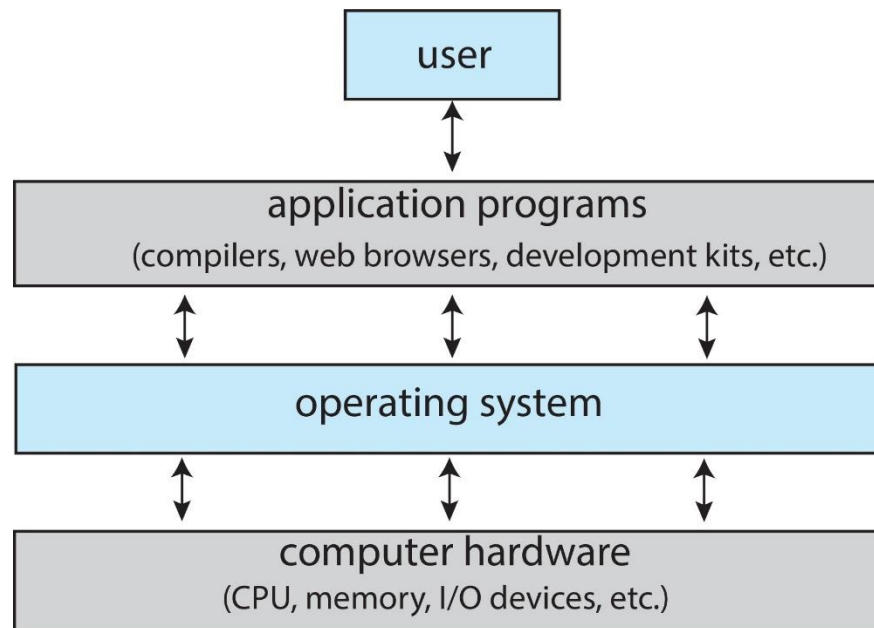 user
application programs
(compilers, web browsers, development kits, etc.)
operating system
computer hardware
(CPU, memory, I/O devices, etc.)